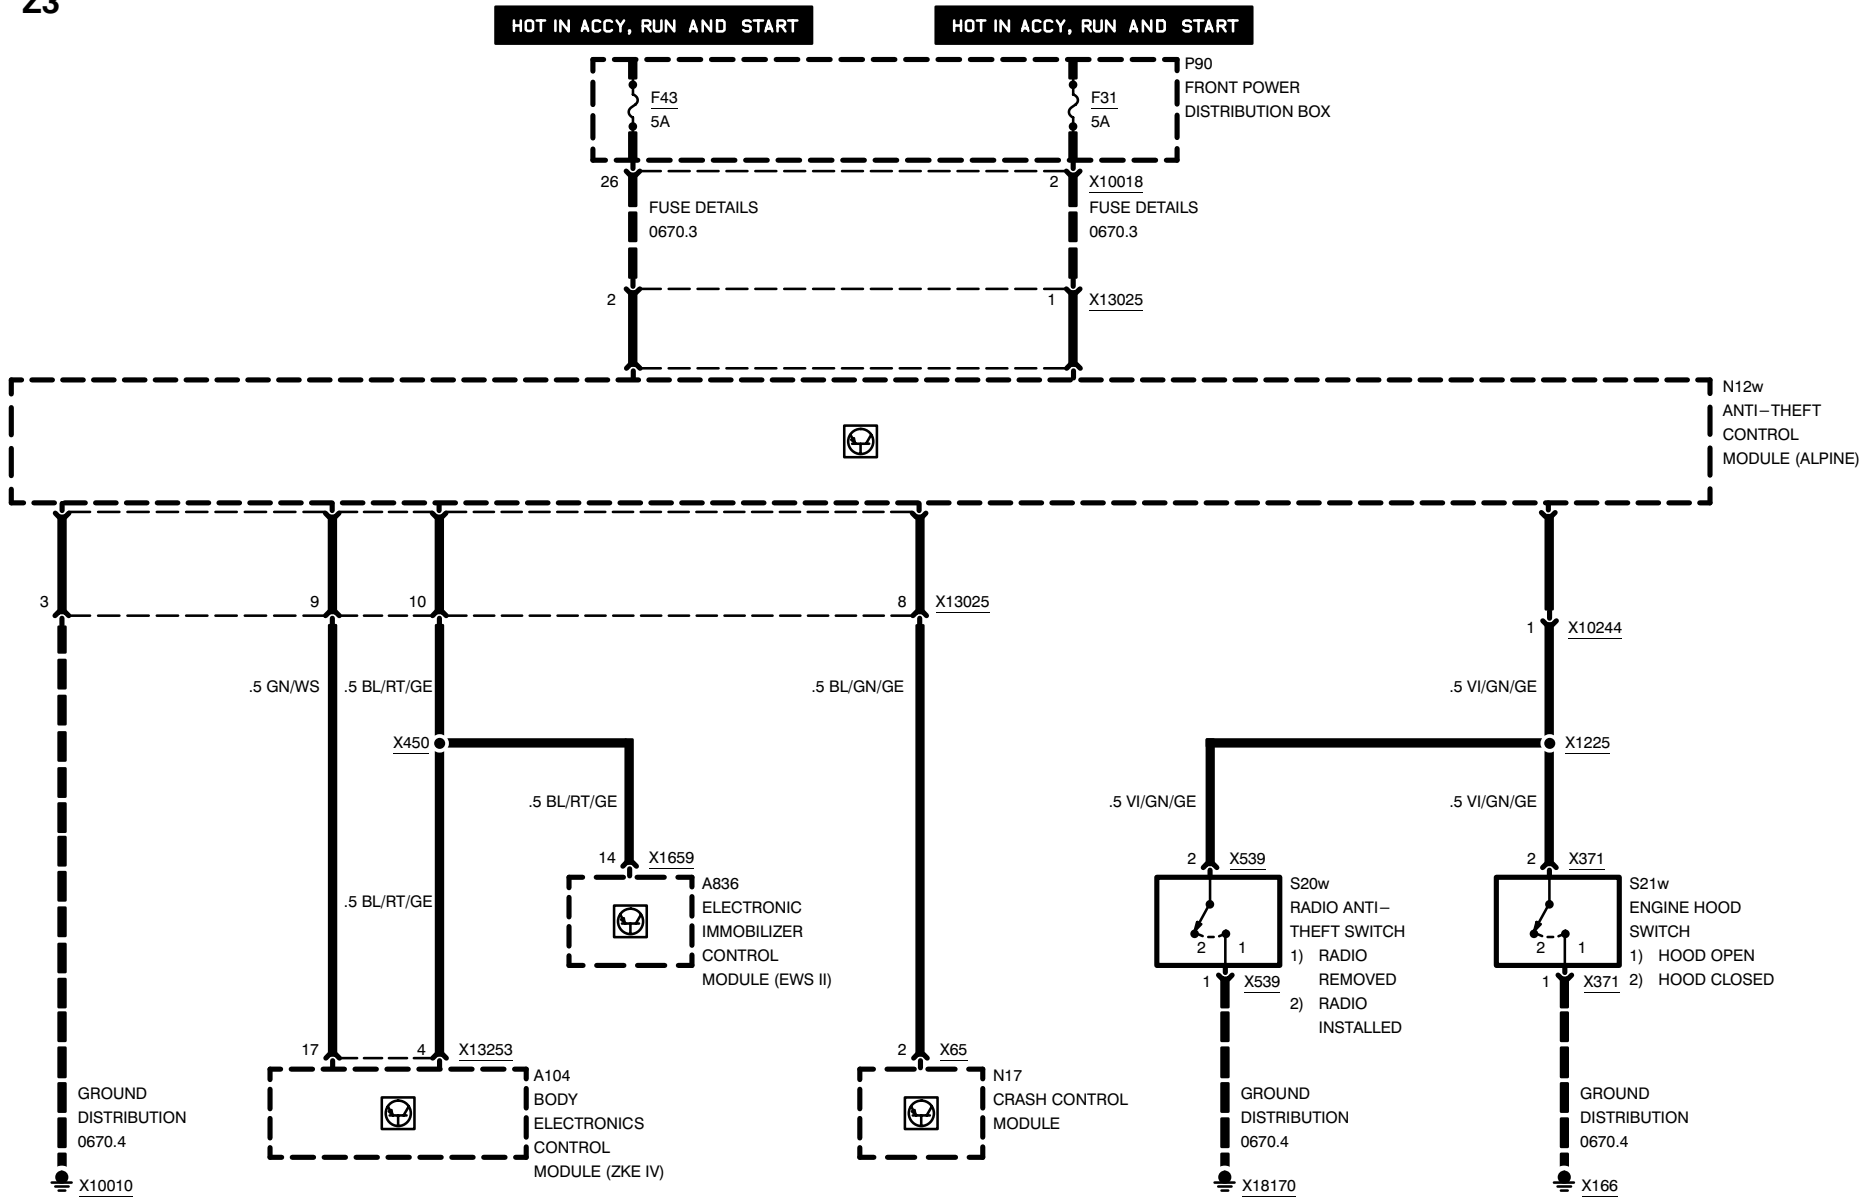 Z3
HOT IN ACCY, RUN AND START
HOT IN ACCY, RUN AND START
P90
FRONT POWER
DISTRIBUTION BOX
F43
5A
F31
5A
26
2
X10018
FUSE DETAILS
0670.3
FUSE DETAILS
0670.3
2
1
X13025
N12w
ANTI–THEFT
CONTROL
MODULE (ALPINE)
3
9
10
8
X13025
1
X10244
.5 GN/WS
.5 BL/RT/GE
.5 BL/GN/GE
.5 VI/GN/GE
X450
X1225
.5 BL/RT/GE
.5 VI/GN/GE
.5 VI/GN/GE
14
X1659
2
X539
2
X371
A836
ELECTRONIC
IMMOBILIZER
CONTROL
MODULE (EWS II)
.5 BL/RT/GE
S20w
RADIO ANTI–
THEFT SWITCH
1) RADIO
REMOVED
2) RADIO
INSTALLED
2
1
S21w
ENGINE HOOD
SWITCH
1) HOOD OPEN
2) HOOD CLOSED
2
1
1
X539
1
X371
17
4
X13253
2
X65
A104
BODY
ELECTRONICS
CONTROL
MODULE (ZKE IV)
N17
CRASH CONTROL
MODULE
GROUND
DISTRIBUTION
0670.4
GROUND
DISTRIBUTION
0670.4
GROUND
DISTRIBUTION
0670.4
X10010
X18170
X166